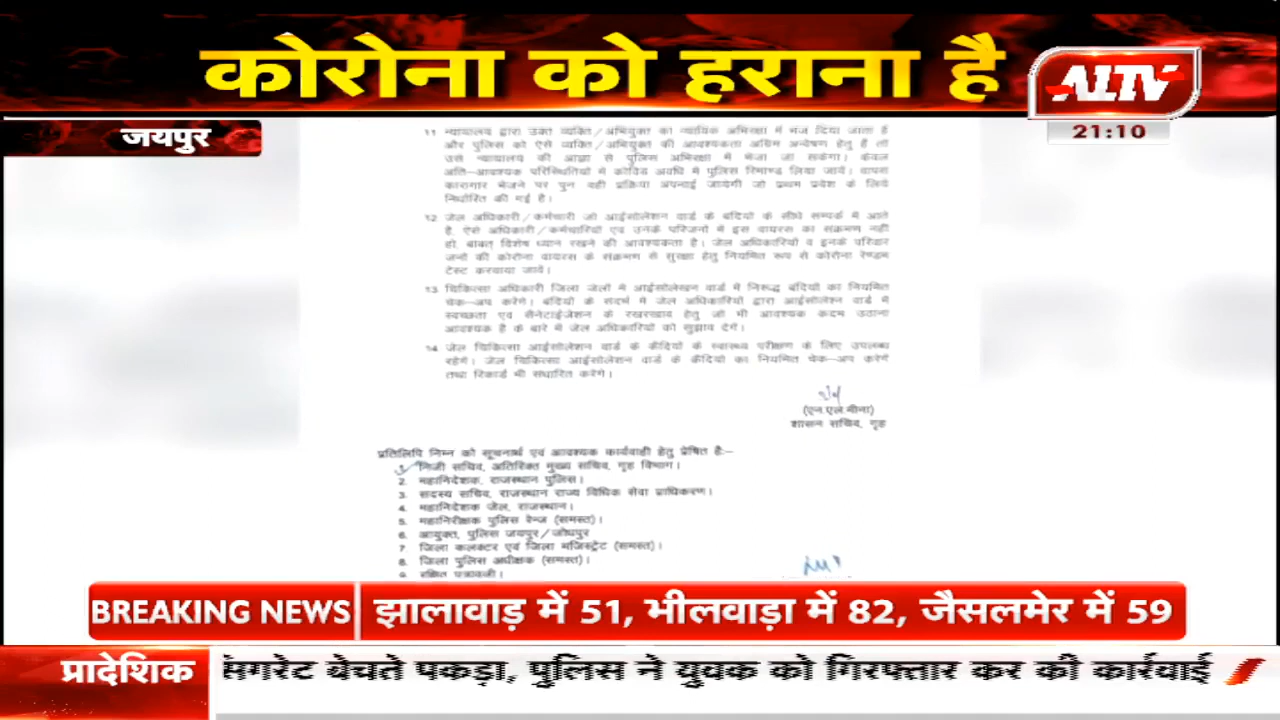 कोरोना को हराना है
ALTV
21:10
जयपुर
11 न्यायालय द्वारा उक्त व्यक्ति/अभियुक्त को न्यायिक अभिरक्षा में भेज दिया जाता है
और पुलिस को ऐसे व्यक्ति/अभियुक्त की आवश्यकता अग्रिम अन्वेषण हेतु है तो
उसे न्यायालय की आज्ञा से पुलिस अभिरक्षा में भेजा जा सकेगा। केवल
अति-आवश्यक परिस्थितियों में कोविड अवधि में पुलिस रिमाण्ड लिया जावें। वापस
कारागार भेजने पर पुन वही प्रक्रिया अपनाई जायेगी जो प्रथम प्रवेश के लिये
निर्धारित की गई है।
12. जेल अधिकारी/कर्मचारी जो आईसोलेशन वार्ड के बंदियों के सीधे सम्पर्क में आते
है, ऐसे अधिकारी/कर्मचारियों एवं उनके परिजनों में इस वायरस का संक्रमण नहीं
हो, बाबत् विशेष ध्यान रखने की आवश्यकता है। जेल अधिकारियों व इनके परिवार
जनों की कोरोना वायरस के संक्रमण से सुरक्षा हेतु नियमित रूप से कोरोना रेण्डम
टेस्ट करवाया जावें।
13. चिकित्सा अधिकारी जिला जेलों में आईसोलेखन वार्ड में निरूद्ध बंदियों का नियमित
चेक-अप करेंगे। बंदियों के संदर्भ में जेल अधिकारियों द्वारा आईसोलेश्न वार्ड में
स्वच्छता एवं सैनेटाईजेशन के रखरखाव हेतु जो भी आवश्यक कदम उठाना
आवश्यक है के बारे में जेल अधिकारियों को सुझाव देगें।
14. जेल चिकित्सा आईसोलेशन वार्ड के कैदियों के स्वास्थ्य परीक्षण के लिए उपलब्ध
रहेगें। जेल चिकित्सा आईसोलेशन वार्ड के कैदियों का नियमित चेक-अप करेगें
तथा रिकार्ड भी संधारित करेगे।
(एन.एल.मीना)
शासन सचिव, गृह
प्रतिलिपि निम्न को सूचनार्थ एवं आवश्यक कार्यवाही हेतु प्रेषित है:-
1. निजी सचिव, अतिरिक्त मुख्य सचिव, गृह विभाग।
2. महानिदेशक, राजस्थान पुलिस।
3. सदस्य सचिव, राजस्थान राज्य विधिक सेवा प्राधिकरण।
4. महानिदेशक जेल, राजस्थान।
5. महानिरीक्षक पुलिस रेन्ज (समस्त)।
6. आयुक्त, पुलिस जयपुर/जोधपुर
7 जिला कलक्टर एवं जिला मजिस्ट्रेट (समस्त)।
8. जिला पुलिस अधीक्षक (समस्त)।
9. रक्षित पत्रावली।
BREAKING NEWS झालावाड़ में 51, भीलवाड़ा में 82, जैसलमेर में 59
प्रादेशिक सिगरेट बेचते पकड़ा, पुलिस ने युवक को गिरफ्तार कर की कार्रवाई